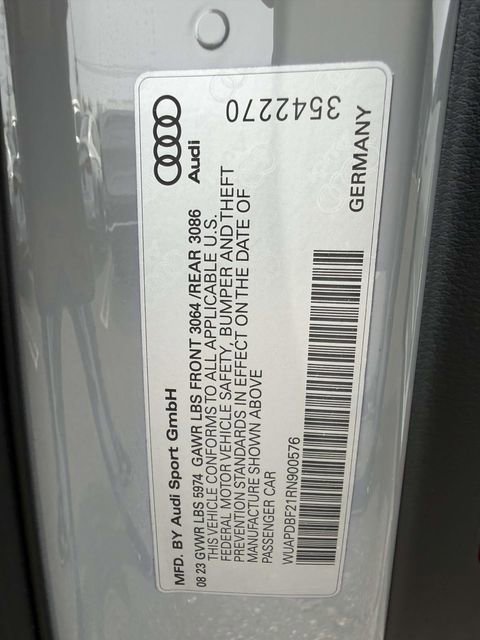 Audi
3542270
MFD. BY Audi Sport GmbH
08 23 GVWR LBS 5974 GAWR LBS FRONT 3064 /REAR 3086
THIS VEHICLE CONFORMS TO ALL APPLICABLE U.S.
FEDERAL MOTOR VEHICLE SAFETY, BUMPER AND THEFT
PREVENTION STANDARDS IN EFFECT ON THE DATE OF
MANUFACTURE SHOWN ABOVE
PASSENGER CAR
WUAPDBF21RN900576
GERMANY